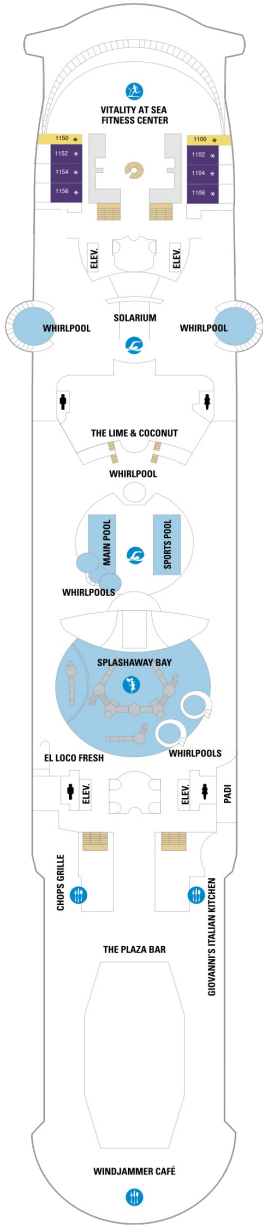 VITALITY AT SEA
FITNESS CENTER
1150 *
1100 *
1152 *
1102 *
1154 *
1104 *
1156 *
1106 *
ELEV.
ELEV.
SOLARIUM
WHIRLPOOL
WHIRLPOOL
THE LIME & COCONUT
WHIRLPOOL
MAIN POOL
SPORTS POOL
WHIRLPOOLS
SPLASHAWAY BAY
WHIRLPOOLS
EL LOCO FRESH
ELEV.
ELEV.
PADI
CHOPS GRILLE
GIOVANNI'S ITALIAN KITCHEN
THE PLAZA BAR
WINDJAMMER CAFÉ